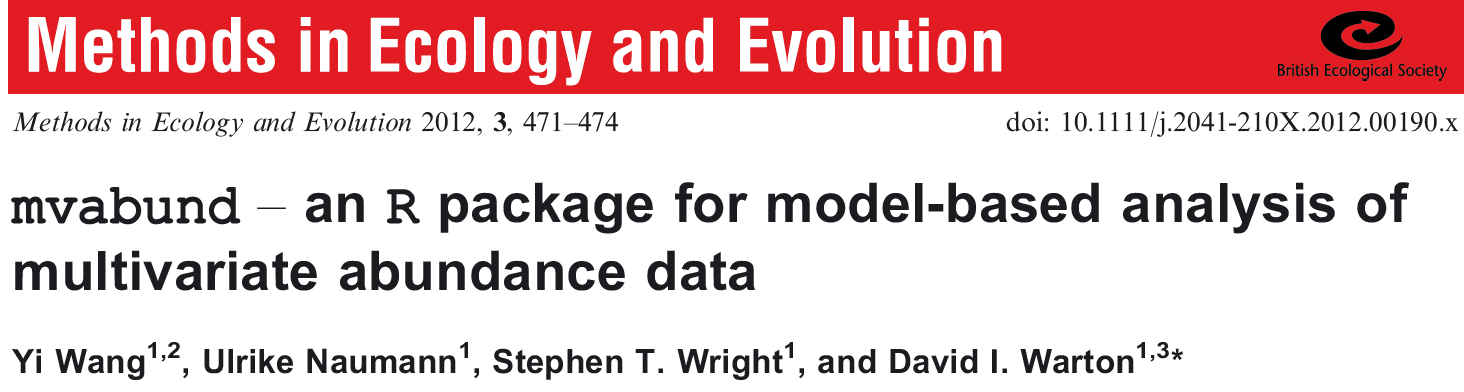 Methods in Ecology and Evolution
British Ecological Society
Methods in Ecology and Evolution 2012, 3, 471–474
doi: 10.1111/j.2041-210X.2012.00190.x
mvabund – an R package for model-based analysis of
multivariate abundance data
Yi Wang1,2, Ulrike Naumann1, Stephen T. Wright1, and David I. Warton1,3*